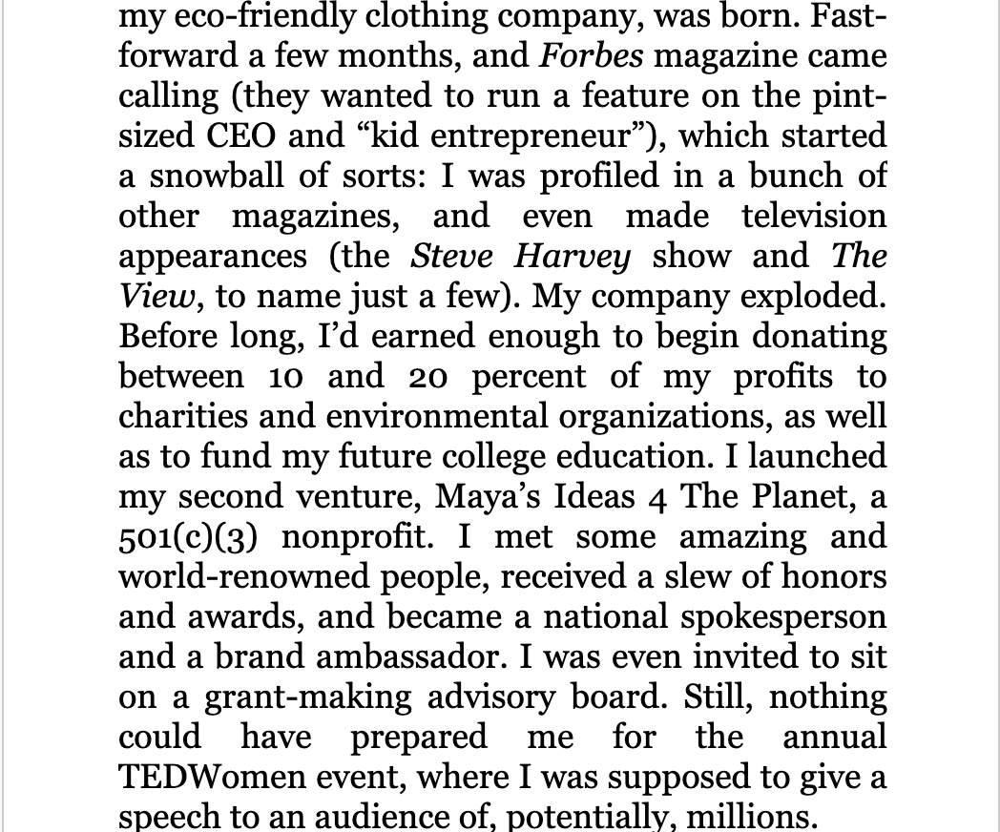 my eco-friendly clothing company, was born. Fast-
forward a few months, and Forbes magazine came
calling (they wanted to run a feature on the pint-
sized CEO and “kid entrepreneur”), which started
a snowball of sorts: I was profiled in a bunch of
other magazines, and even made television
appearances (the Steve Harvey show and The
View, to name just a few). My company exploded.
Before long, I’d earned enough to begin donating
between 10 and 20 percent of my profits to
charities and environmental organizations, as well
as to fund my future college education. I launched
my second venture, Maya’s Ideas 4 The Planet, a
501(c)(3) nonprofit. I met some amazing and
world-renowned people, received a slew of honors
and awards, and became a national spokesperson
and a brand ambassador. I was even invited to sit
on a grant-making advisory board. Still, nothing
could have prepared me for the annual
TEDWomen event, where I was supposed to give a
speech to an audience of, potentially, millions.